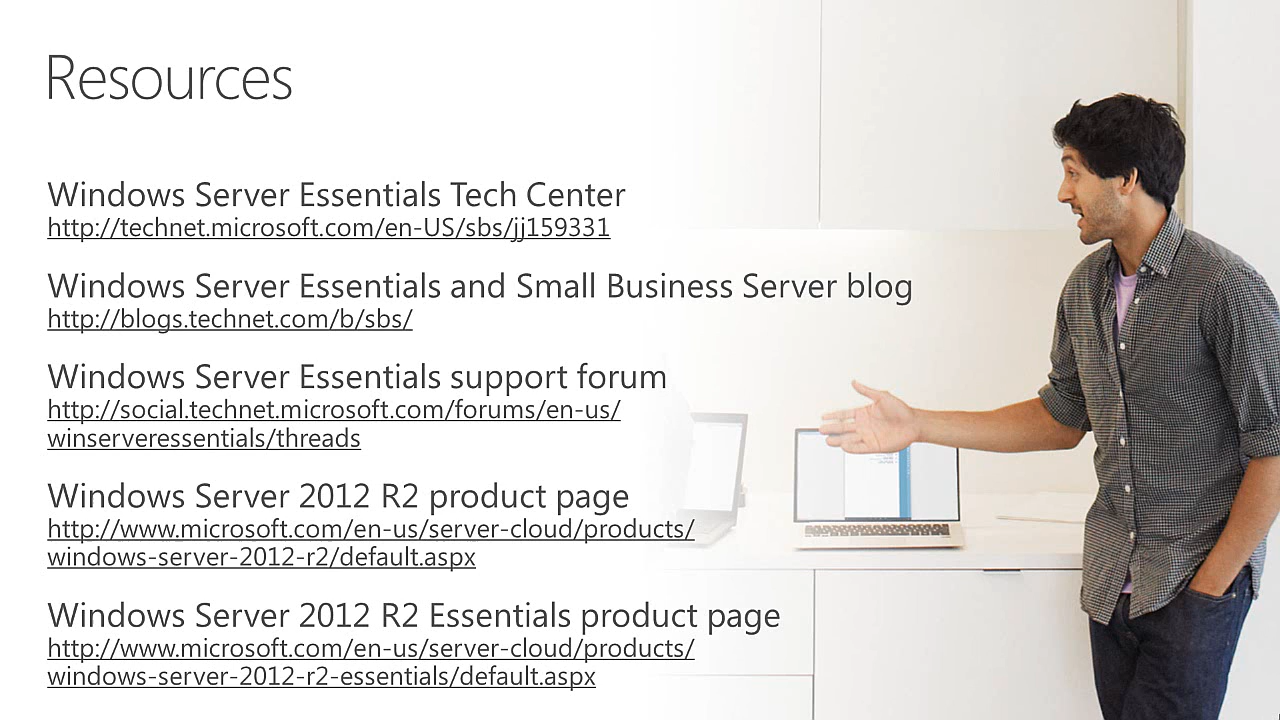 Resources
Windows Server Essentials Tech Center
http://technet.microsoft.com/en-US/sbs/jj159331
Windows Server Essentials and Small Business Server blog
http://blogs.technet.com/b/sbs/
Windows Server Essentials support forum
http://social.technet.microsoft.com/forums/en-us/
winserveressentials/threads
Windows Server 2012 R2 product page
http://www.microsoft.com/en-us/server-cloud/products/
windows-server-2012-r2/default.aspx
Windows Server 2012 R2 Essentials product page
http://www.microsoft.com/en-us/server-cloud/products/
windows-server-2012-r2-essentials/default.aspx